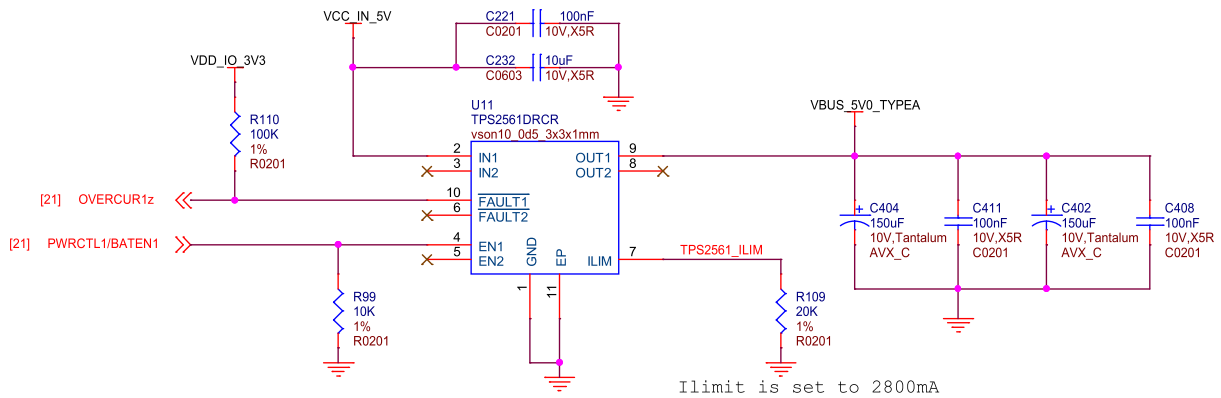 VCC_IN_5V
C221 100nF
C0201 10V,X5R
C232 10uF
C0603 10V,X5R
VDD_IO_3V3
R110
100K
1%
R0201
U11
TPS2561DRCR
vson10_0d5_3x3x1mm
VBUS_5V0_TYPEA
2 IN1 OUT1 9
3 IN2 OUT2 8
[21] OVERCUR1z 10 FAULT1
6 FAULT2
[21] PWRCTL1/BATEN1 4 EN1
5 EN2 GND EP ILIM 7 TPS2561_ILIM
1 11
C404
150uF
10V,Tantalum
AVX_C
C411
100nF
10V,X5R
C0201
C402
150uF
10V,Tantalum
AVX_C
C408
100nF
10V,X5R
C0201
R99
10K
1%
R0201
R109
20K
1%
R0201
Ilimit is set to 2800mA